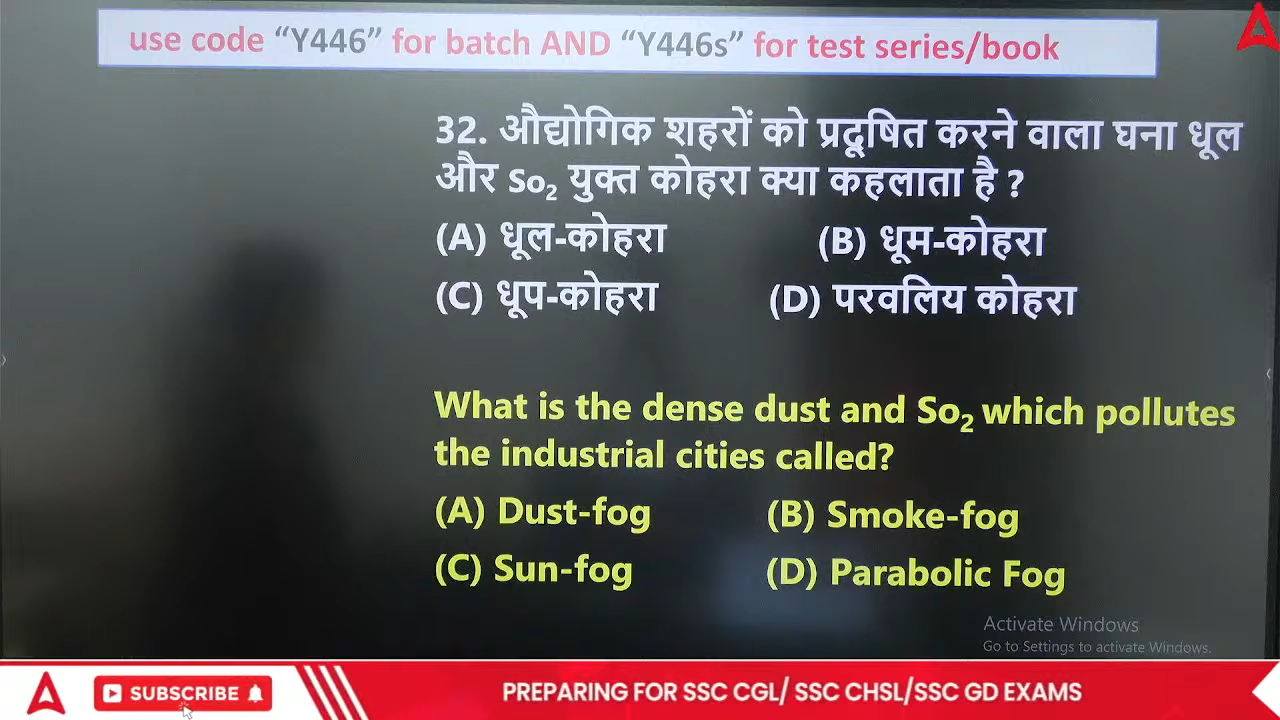 use code “Y446” for batch AND “Y446s” for test series/book
32. औद्योगिक शहरों को प्रदूषित करने वाला घना धूल
और So₂ युक्त कोहरा क्या कहलाता है ?
(A) धूल-कोहरा (B) धूम-कोहरा
(C) धूप-कोहरा (D) परवलिय कोहरा
What is the dense dust and So₂ which pollutes
the industrial cities called?
(A) Dust-fog (B) Smoke-fog
(C) Sun-fog (D) Parabolic Fog
Activate Windows
Go to Settings to activate Windows.
SUBSCRIBE PREPARING FOR SSC CGL/ SSC CHSL/SSC GD EXAMS